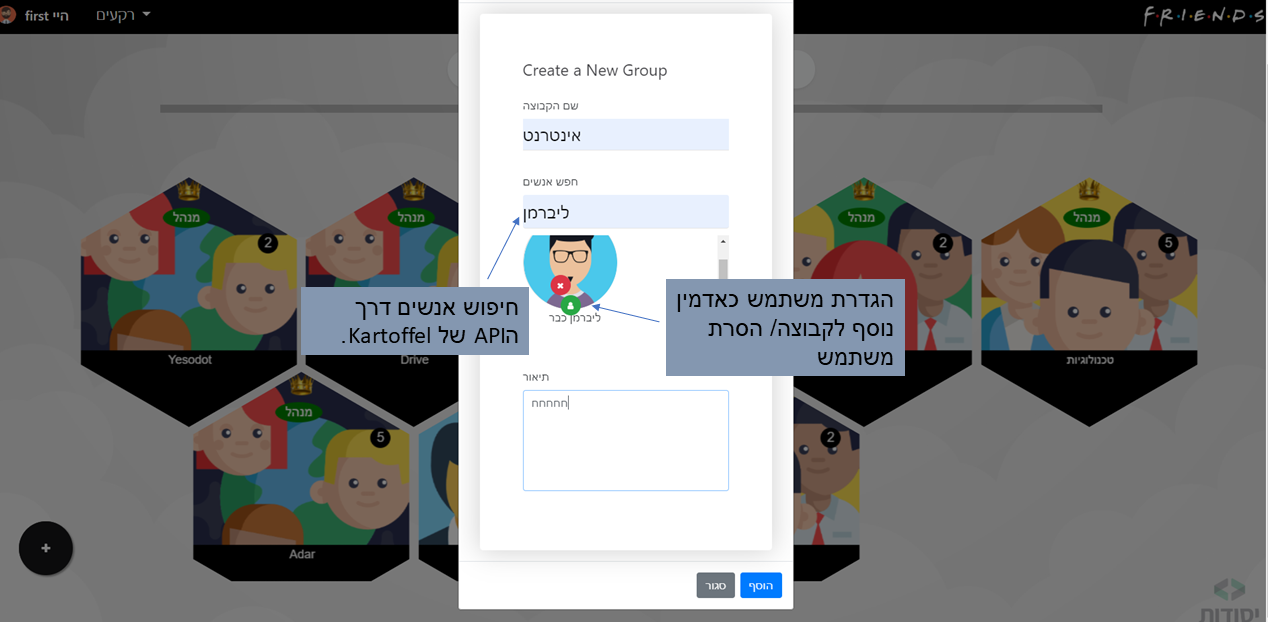 היי first
רקעים
F·R·I·E·N·D·S
Create a New Group
שם הקבוצה
אינטרנט
חפש אנשים
ליברמן
מנהל
מנהל
מנהל
מנהל
2
2
5
הגדרת משתמש כאדמין
נוסף לקבוצה/ הסרת
משתמש
חיפוש אנשים דרך
הAPI של Kartoffel.
ליברמן כבר
Yesodot
Drive
טכנולוגיות
תיאור
חחחחח
מנהל
5
2
Adar
+
הוסף
סגור
יסודות